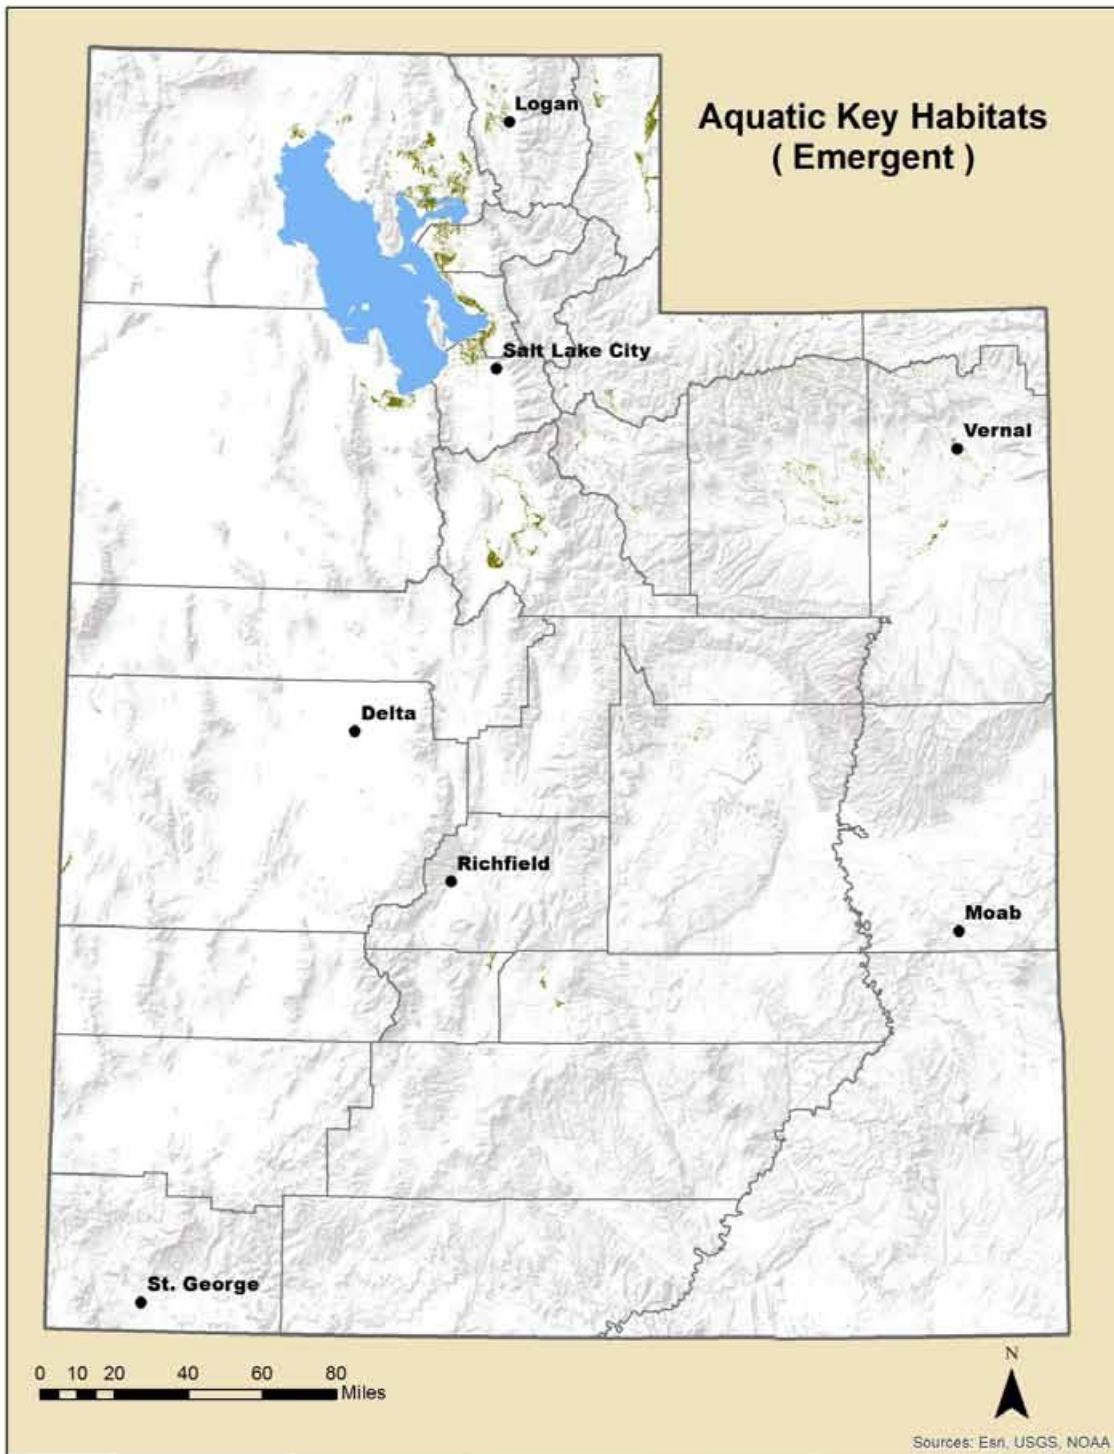 Aquatic Key Habitats
( Emergent )
Logan
Salt Lake City
Vernal
Delta
Richfield
Moab
St. George
0 10 20 40 60 80
Miles
N
Sources: Esri, USGS, NOAA